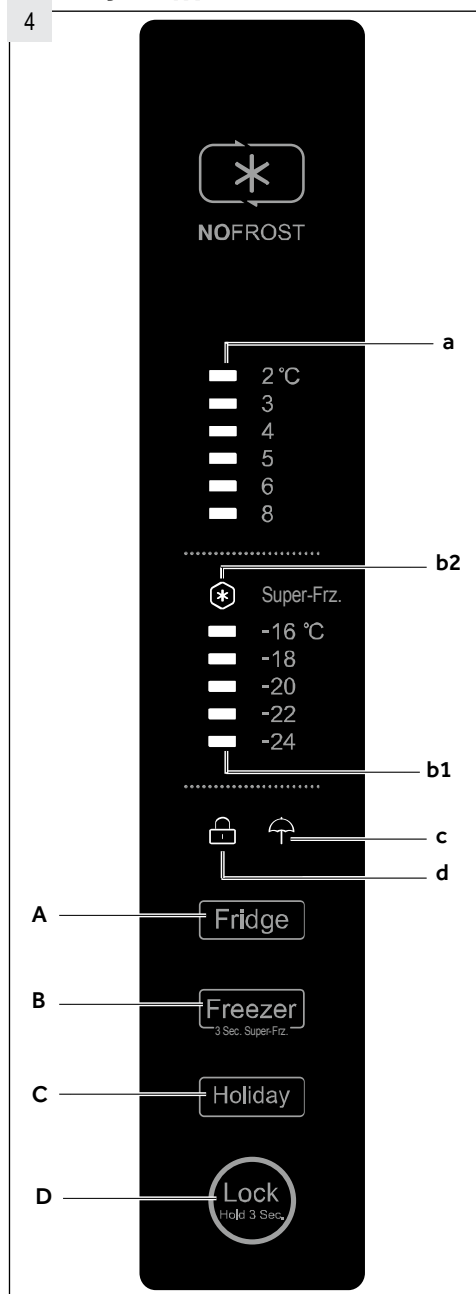 4
NOFROST
a
2 °C
3
4
5
6
8
b2
Super-Frz.
-16 °C
-18
-20
-22
-24
b1
c
d
A
Fridge
B
Freezer
3 Sec. Super-Frz.
C
Holiday
D
Lock
Hold 3 Sec.